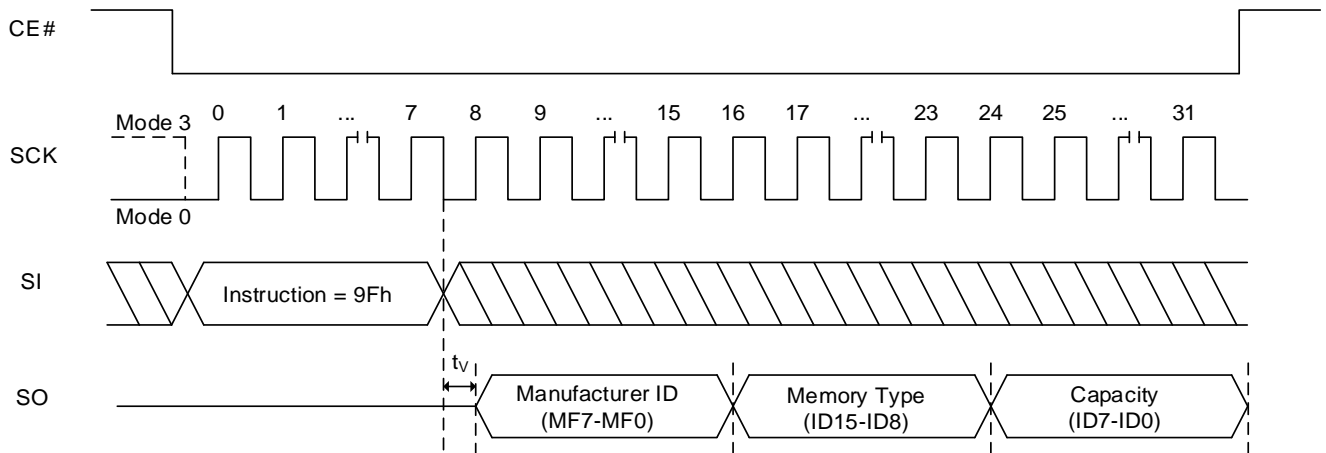 CE#
0 1 ... 7 8 9 ... 15 16 17 ... 23 24 25 ... 31
Mode 3
SCK
Mode 0
SI
Instruction = 9Fh
tV
SO
Manufacturer ID
(MF7-MF0)
Memory Type
(ID15-ID8)
Capacity
(ID7-ID0)